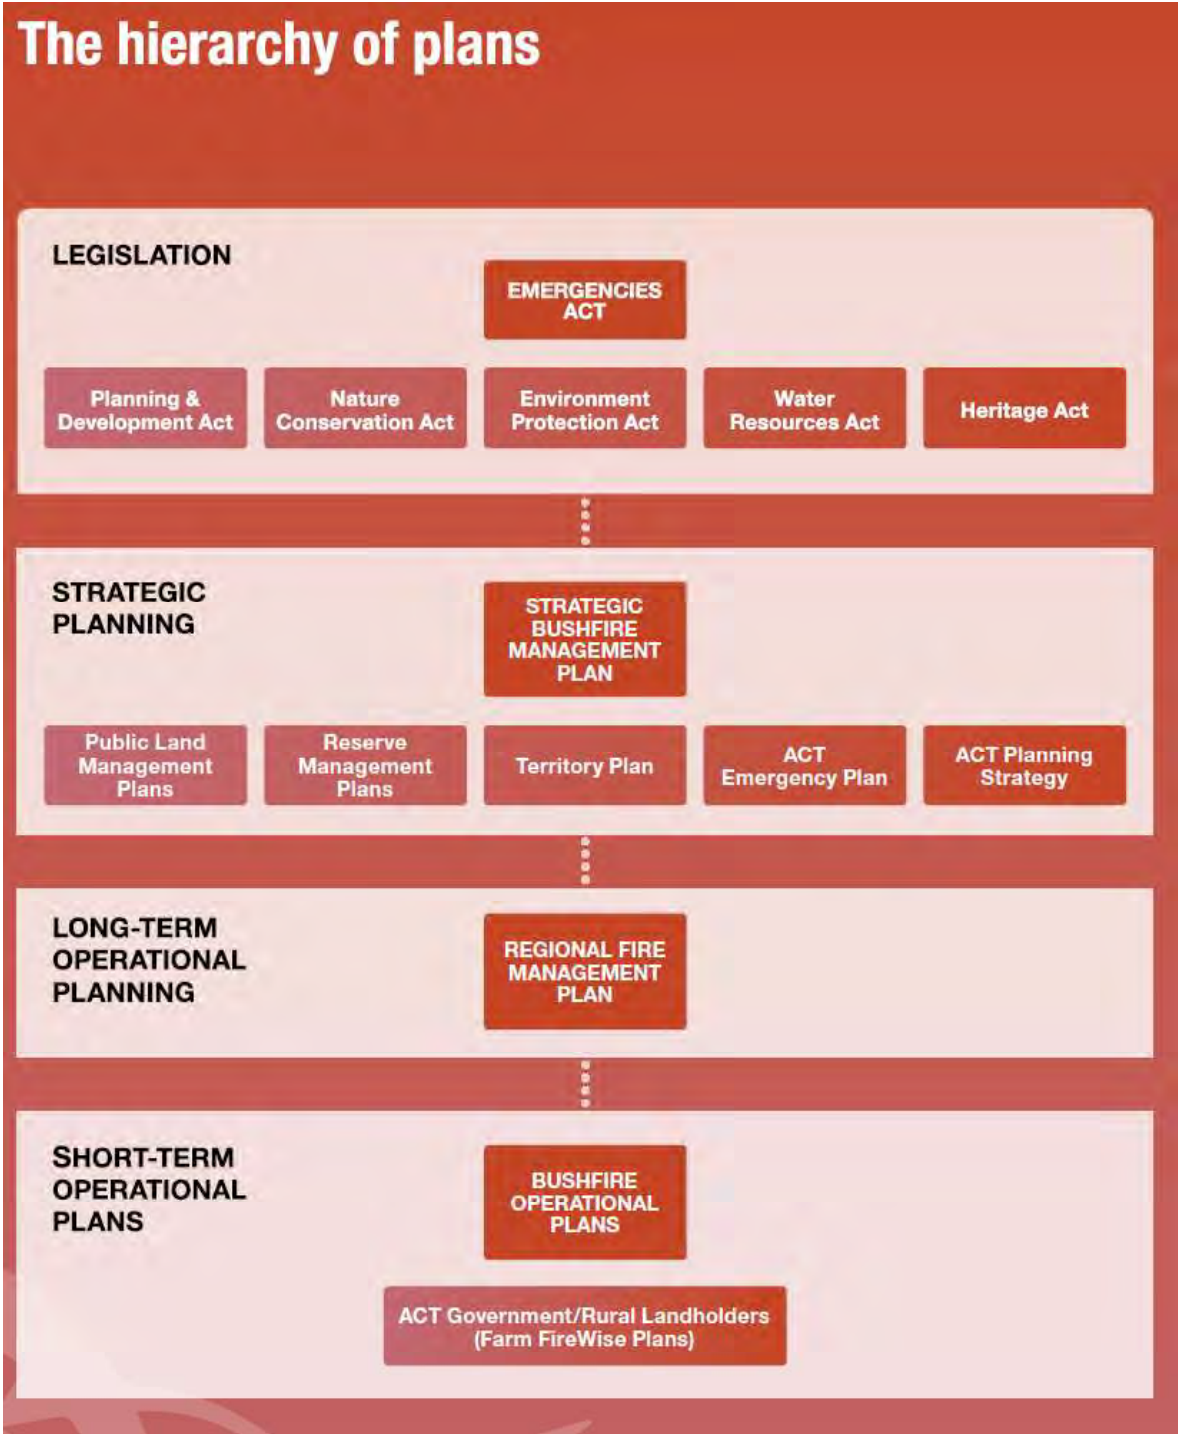 The hierarchy of plans
LEGISLATION
EMERGENCIES
ACT
Planning &
Development Act
Nature
Conservation Act
Environment
Protection Act
Water
Resources Act
Heritage Act
STRATEGIC
PLANNING
STRATEGIC
BUSHFIRE
MANAGEMENT
PLAN
Public Land
Management
Plans
Reserve
Management
Plans
Territory Plan
ACT
Emergency Plan
ACT Planning
Strategy
LONG-TERM
OPERATIONAL
PLANNING
REGIONAL FIRE
MANAGEMENT
PLAN
SHORT-TERM
OPERATIONAL
PLANS
BUSHFIRE
OPERATIONAL
PLANS
ACT Government/Rural Landholders
(Farm FireWise Plans)